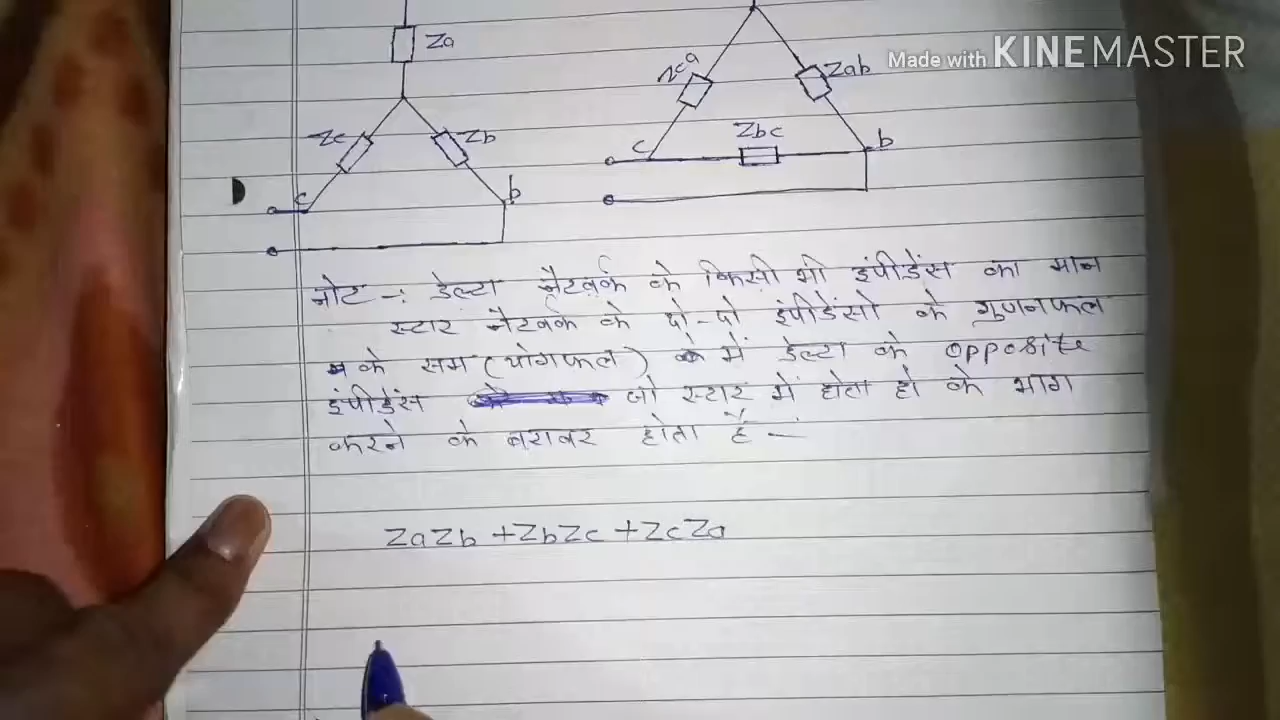 Made with KINEMASTER
Za
Zc
Zb
c
b
Zca
Zab
Zbc
c
b
नोट -: डेल्टा नैटवर्क के किसी भी इंपीडेंस का मान
स्टार नैटवर्क के दो-दो इंपीडेंसो के गुणनफल
के सम (योगफल) में डेल्टा के opposite
इंपीडेंस जो स्टार में होता हो के भाग
करने के बराबर होता है -
ZaZb +ZbZc +ZcZa